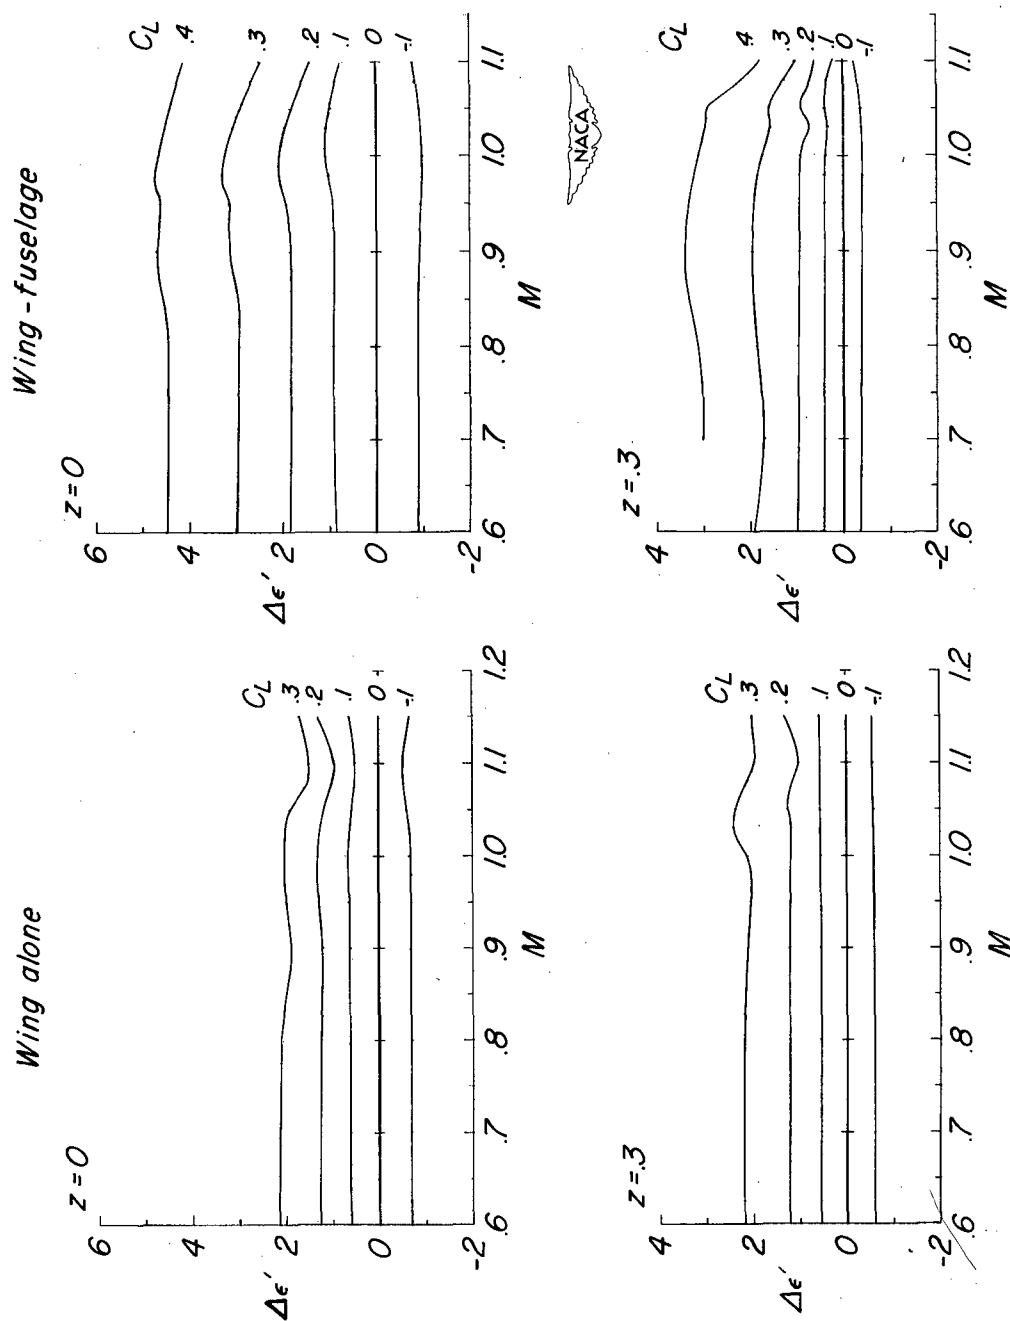 Wing alone
Wing-fuselage
z=0
6
4
Δϵ′ 2
0
-2
.6 .7 .8 .9 1.0 1.1 1.2
M
C_L
.3
.2
.1
0
-.1
z=0
6
4
Δϵ′ 2
0
-2
.6 .7 .8 .9 1.0 1.1
M
C_L
.4
.3
.2
.1
0
-.1
NACA
z=.3
4
2
Δϵ′
0
-2
.6 .7 .8 .9 1.0 1.1 1.2
M
C_L
.3
.2
.1
0
-.1
z=.3
4
2
Δϵ′
0
-2
.6 .7 .8 .9 1.0 1.1
M
C_L
.4
.3
.2
.1
0
-.1